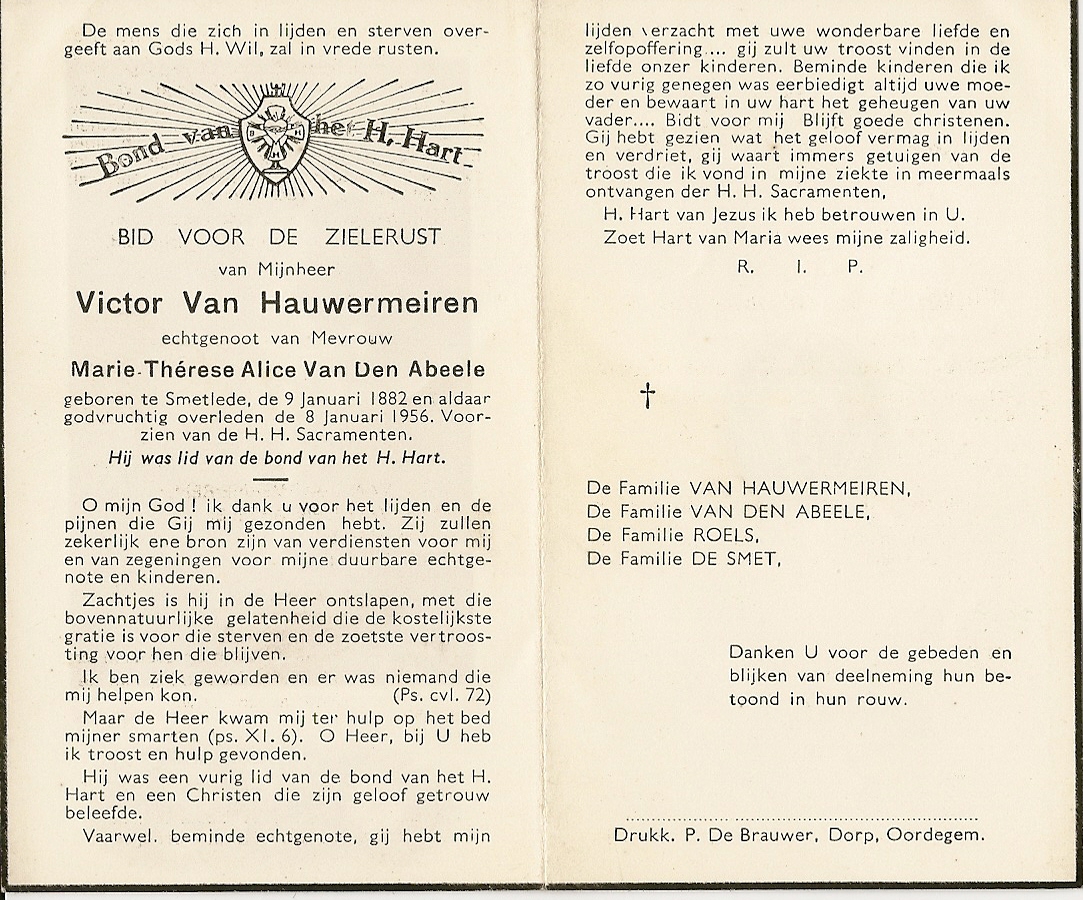 De mens die zich in lijden en sterven over-
geeft aan Gods H. Wil, zal in vrede rusten.
Bond van het H. Hart
BID VOOR DE ZIELERUST
van Mijnheer
Victor Van Hauwermeiren
echtgenoot van Mevrouw
Marie-Thérese Alice Van Den Abeele
geboren te Smetlede, de 9 Januari 1882 en aldaar
godvruchtig overleden de 8 Januari 1956. Voor-
zien van de H. H. Sacramenten.
Hij was lid van de bond van het H. Hart.
O mijn God ! ik dank u voor het lijden en de
pijnen die Gij mij gezonden hebt. Zij zullen
zekerlijk ene bron zijn van verdiensten voor mij
en van zegeningen voor mijne duurbare echtge-
note en kinderen.
Zachtjes is hij in de Heer ontslapen, met die
bovennatuurlijke gelatenheid die de kostelijkste
gratie is voor die sterven en de zoetste vertroos-
ting voor hen die blijven.
Ik ben ziek geworden en er was niemand die
mij helpen kon. (Ps. cvl. 72)
Maar de Heer kwam mij ter hulp op het bed
mijner smarten (ps. XI. 6). O Heer, bij U heb
ik troost en hulp gevonden.
Hij was een vurig lid van de bond van het H.
Hart en een Christen die zijn geloof getrouw
beleefde.
Vaarwel. beminde echtgenote, gij hebt mijn
lijden verzacht met uwe wonderbare liefde en
zelfopoffering.... gij zult uw troost vinden in de
liefde onzer kinderen. Beminde kinderen die ik
zo vurig genegen was eerbiedigt altijd uwe moe-
der en bewaart in uw hart het geheugen van uw
vader.... Bidt voor mij Blijft goede christenen.
Gij hebt gezien wat het geloof vermag in lijden
en verdriet, gij waart immers getuigen van de
troost die ik vond in mijne ziekte in meermaals
ontvangen der H. H. Sacramenten,
H. Hart van Jezus ik heb betrouwen in U.
Zoet Hart van Maria wees mijne zaligheid.
R. I. P.
De Familie VAN HAUWERMEIREN,
De Familie VAN DEN ABEELE,
De Familie ROELS,
De Familie DE SMET,
Danken U voor de gebeden en
blijken van deelneming hun be-
toond in hun rouw.
Drukk. P. De Brauwer, Dorp, Oordegem.